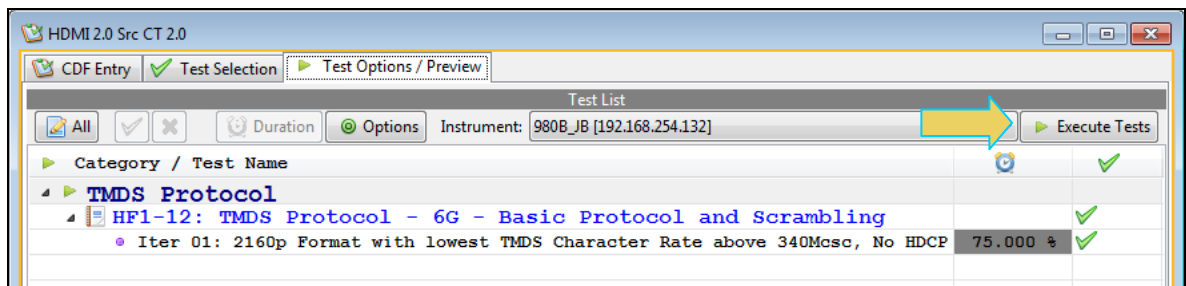 HDMI 2.0 Src CT 2.0
CDF Entry Test Selection Test Options / Preview
Test List
All Duration Options Instrument: 980B_JB [192.168.254.132] Execute Tests
Category / Test Name
TMDS Protocol
HF1-12: TMDS Protocol - 6G - Basic Protocol and Scrambling
Iter 01: 2160p Format with lowest TMDS Character Rate above 340Mcsc, No HDCP 75.000 %